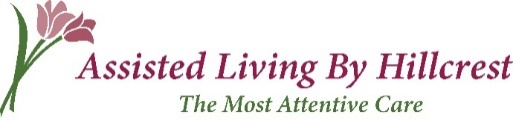 Assisted Living By Hillcrest
The Most Attentive Care